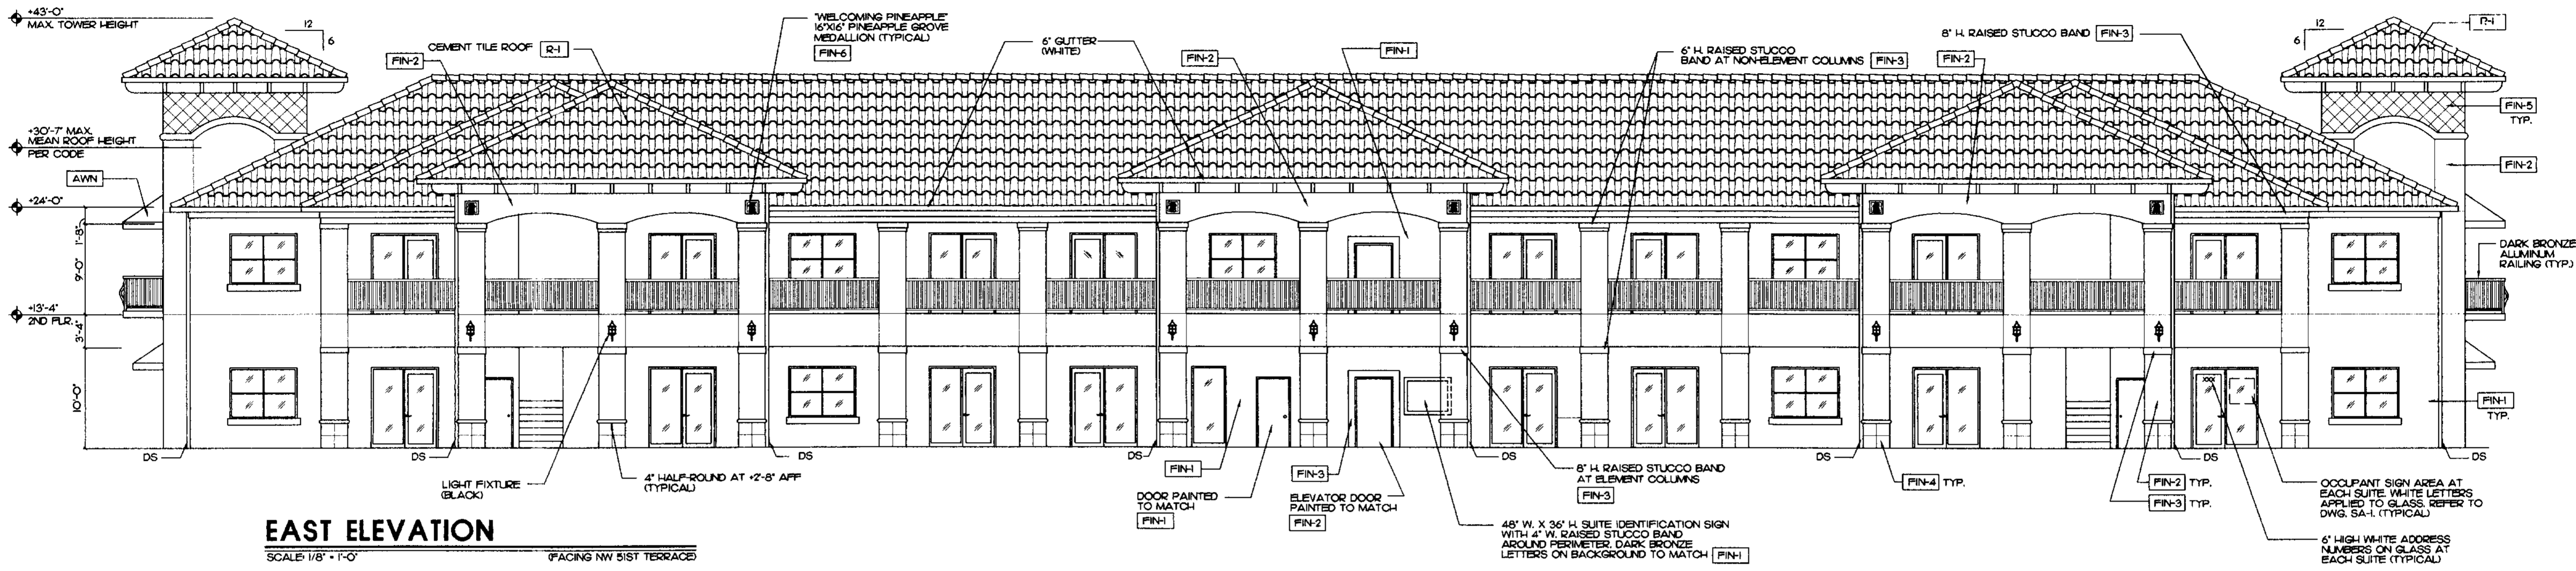 +43'-0"
MAX. TOWER HEIGHT
12
6
CEMENT TILE ROOF R-1
FIN-2
"WELCOMING PINEAPPLE"
16"X16" PINEAPPLE GROVE
MEDALLION (TYPICAL)
FIN-6
6" GUTTER
(WHITE)
FIN-2
FIN-1
6" H. RAISED STUCCO
BAND AT NON-ELEMENT COLUMNS FIN-3
8" H. RAISED STUCCO BAND FIN-3
FIN-2
12
6
R-1
FIN-5
TYP.
FIN-2
+30'-7" MAX.
MEAN ROOF HEIGHT
PER CODE
AWN
+24'-0"
1'-8"
9'-0"
+13'-4"
2ND FLR.
3'-4"
10'-0"
DARK BRONZE
ALUMINUM
RAILING (TYP.)
FIN-1
TYP.
XXX
DS
DS
DS
DS
DS
DS
DS
DS
LIGHT FIXTURE
(BLACK)
4" HALF-ROUND AT +2'-8" AFF
(TYPICAL)
FIN-1
DOOR PAINTED
TO MATCH
FIN-1
FIN-3
ELEVATOR DOOR
PAINTED TO MATCH
FIN-2
8" H. RAISED STUCCO BAND
AT ELEMENT COLUMNS
FIN-3
48" W. X 36" H. SUITE IDENTIFICATION SIGN
WITH 4" W. RAISED STUCCO BAND
AROUND PERIMETER. DARK BRONZE
LETTERS ON BACKGROUND TO MATCH FIN-1
FIN-4 TYP.
FIN-2 TYP.
FIN-3 TYP.
OCCUPANT SIGN AREA AT
EACH SUITE. WHITE LETTERS
APPLIED TO GLASS. REFER TO
DWG. SA-1. (TYPICAL)
6" HIGH WHITE ADDRESS
NUMBERS ON GLASS AT
EACH SUITE (TYPICAL)
EAST ELEVATION
SCALE: 1/8" = 1'-0" (FACING NW 51ST TERRACE)